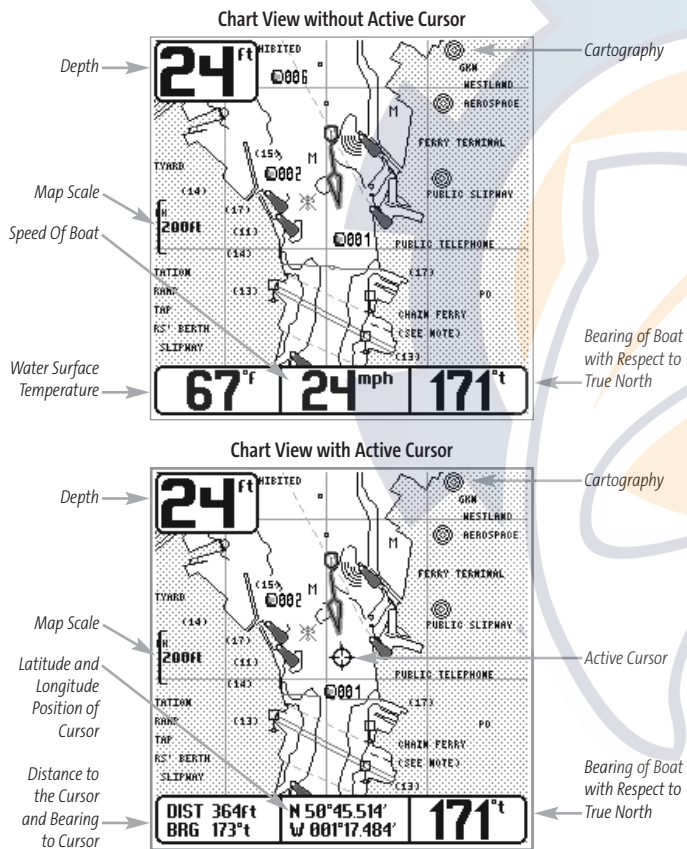 Chart View without Active Cursor
Depth
24 ft
HIBITED
006
GKN
WESTLAND
AEROSPACE
Cartography
M
FERRY TERMINAL
(15)
M
TYARD
002
(14)
PUBLIC SLIPWAY
Map Scale
(17)
200ft
(11)
001
Speed Of Boat
(14)
PUBLIC TELEPHONE
TATION
(17)
RAMP
(13)
PO
TAP
CHAIN FERRY
RS' BERTH
(SEE NOTE)
SLIPWAY
(13)
Water Surface
Temperature
67°f
24 mph
171°t
Bearing of Boat
with Respect to
True North
Chart View with Active Cursor
Depth
24 ft
HIBITED
GKN
WESTLAND
AEROSPACE
Cartography
M
FERRY TERMINAL
(15)
M
TYARD
002
(14)
PUBLIC SLIPWAY
Map Scale
(17)
200ft
(11)
Active Cursor
PUBLIC TELEPHONE
(14)
001
Latitude and
Longitude
Position of
Cursor
TATION
(17)
RAMP
(13)
PO
TAP
CHAIN FERRY
RS' BERTH
(SEE NOTE)
SLIPWAY
(13)
Distance to
the Cursor
and Bearing
to Cursor
DIST 364ft
BRG 173°t
N 50°45.514'
W 001°17.484'
171°t
Bearing of Boat
with Respect to
True North